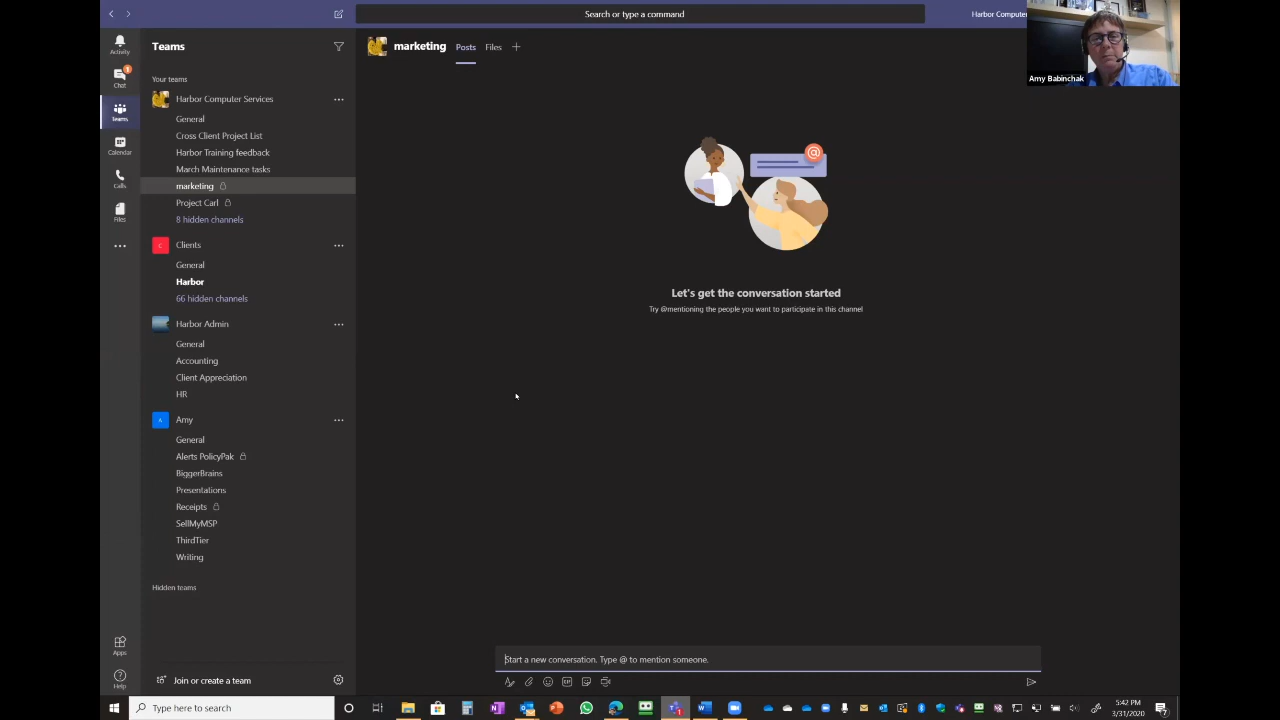 Search or type a command
Harbor Computer
Amy Babinchak
Activity
Chat
1
Teams
Calendar
Calls
Files
Teams
Your teams
Harbor Computer Services
General
Cross Client Project List
Harbor Training feedback
March Maintenance tasks
marketing
Project Carl
8 hidden channels
C
Clients
General
Harbor
66 hidden channels
Harbor Admin
General
Accounting
Client Appreciation
HR
A
Amy
General
Alerts PolicyPak
BiggerBrains
Presentations
Receipts
SellMyMSP
ThirdTier
Writing
Hidden teams
Apps
Help
Join or create a team
marketing
Posts
Files
@
Let's get the conversation started
Try @mentioning the people you want to participate in this channel
Start a new conversation. Type @ to mention someone.
GIF
Type here to search
5:42 PM
3/31/2020
7